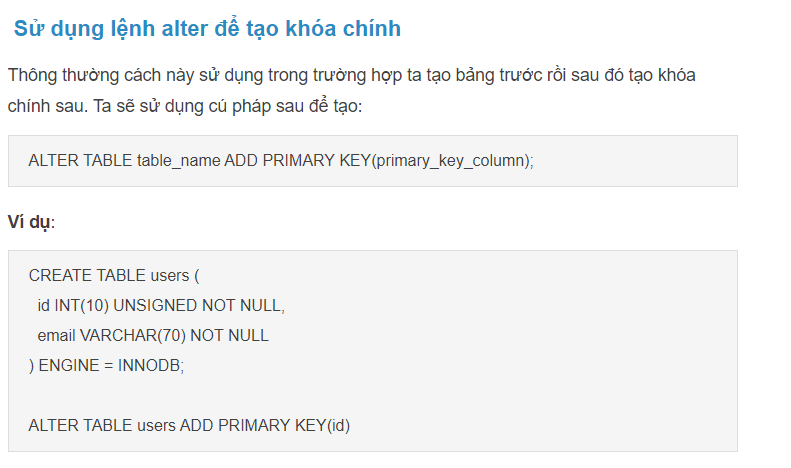 Sử dụng lệnh alter để tạo khóa chính
Thông thường cách này sử dụng trong trường hợp ta tạo bảng trước rồi sau đó tạo khóa
chính sau. Ta sẽ sử dụng cú pháp sau để tạo:
ALTER TABLE table_name ADD PRIMARY KEY(primary_key_column);
Ví dụ:
CREATE TABLE users (
id INT(10) UNSIGNED NOT NULL,
email VARCHAR(70) NOT NULL
) ENGINE = INNODB;
ALTER TABLE users ADD PRIMARY KEY(id)